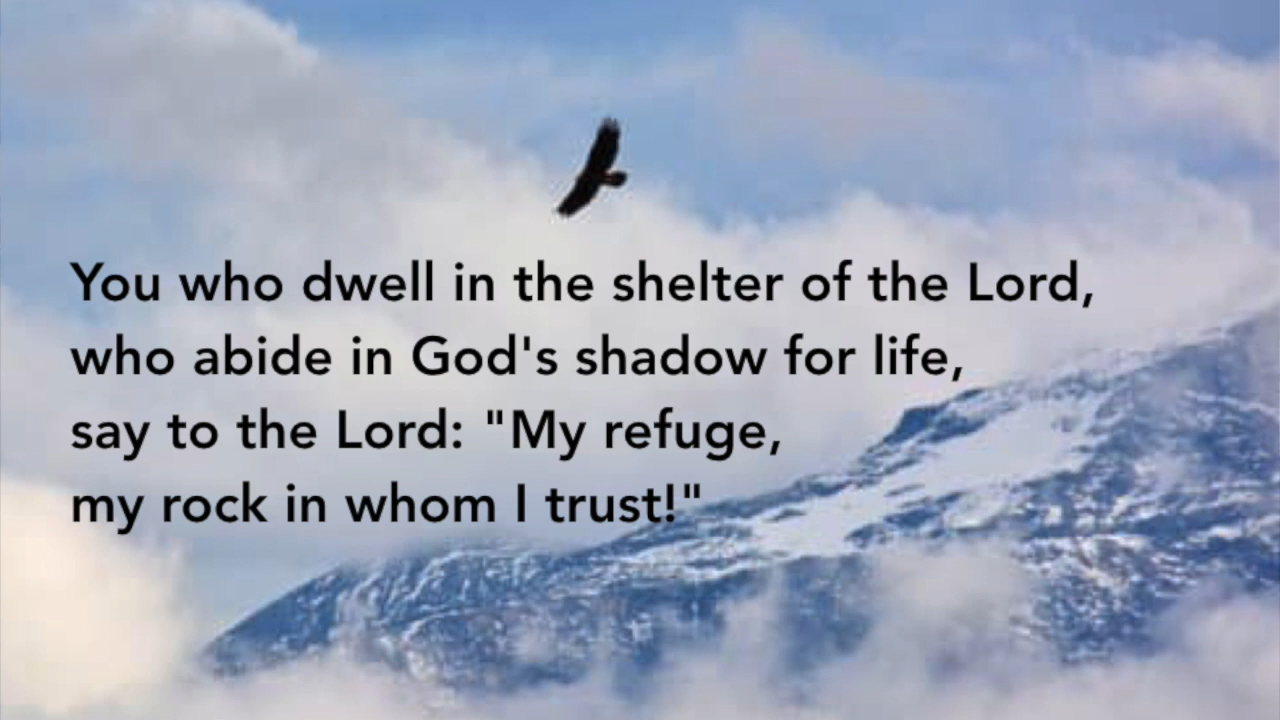 You who dwell in the shelter of the Lord,
who abide in God's shadow for life,
say to the Lord: "My refuge,
my rock in whom I trust!"